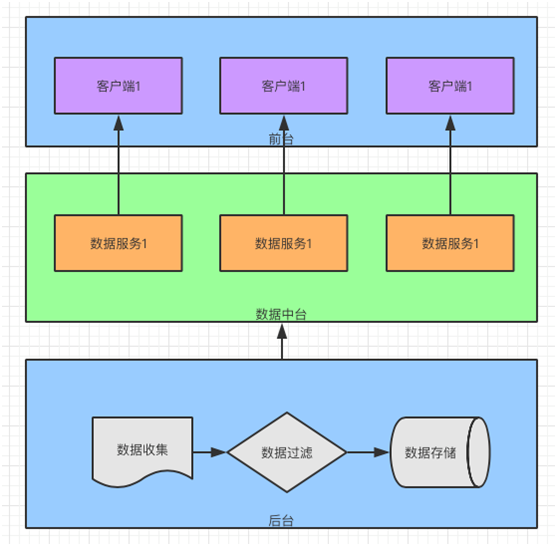 客户端1
客户端1
客户端1
前台
数据服务1
数据服务1
数据服务1
数据中台
数据收集
数据过滤
数据存储
后台